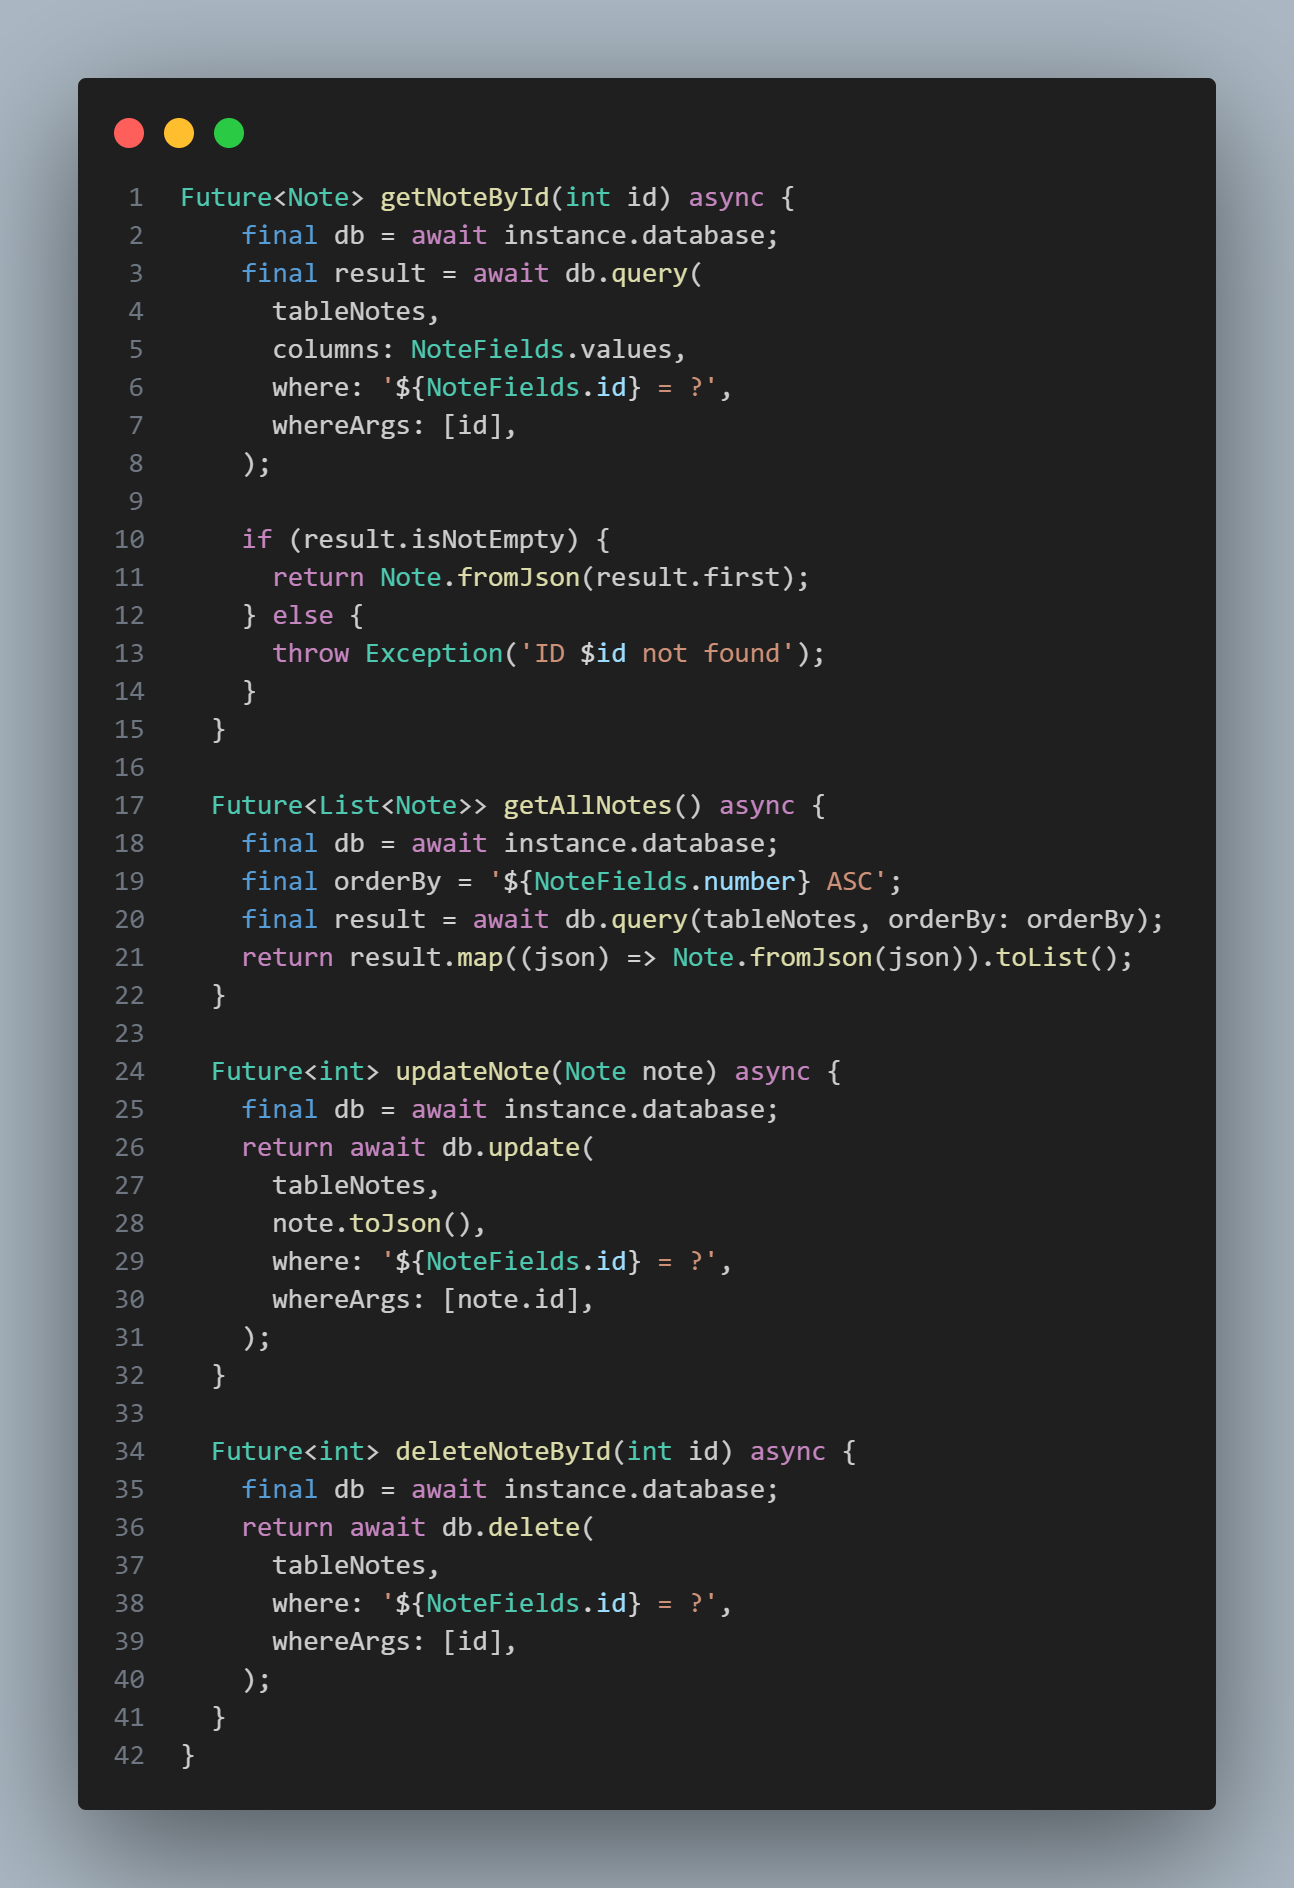 1 Future<Note> getNoteById(int id) async {
2 final db = await instance.database;
3 final result = await db.query(
4 tableNotes,
5 columns: NoteFields.values,
6 where: '${NoteFields.id} = ?',
7 whereArgs: [id],
8 );
9
10 if (result.isNotEmpty) {
11 return Note.fromJson(result.first);
12 } else {
13 throw Exception('ID $id not found');
14 }
15 }
16
17 Future<List<Note>> getAllNotes() async {
18 final db = await instance.database;
19 final orderBy = '${NoteFields.number} ASC';
20 final result = await db.query(tableNotes, orderBy: orderBy);
21 return result.map((json) => Note.fromJson(json)).toList();
22 }
23
24 Future<int> updateNote(Note note) async {
25 final db = await instance.database;
26 return await db.update(
27 tableNotes,
28 note.toJson(),
29 where: '${NoteFields.id} = ?',
30 whereArgs: [note.id],
31 );
32 }
33
34 Future<int> deleteNoteById(int id) async {
35 final db = await instance.database;
36 return await db.delete(
37 tableNotes,
38 where: '${NoteFields.id} = ?',
39 whereArgs: [id],
40 );
41 }
42 }